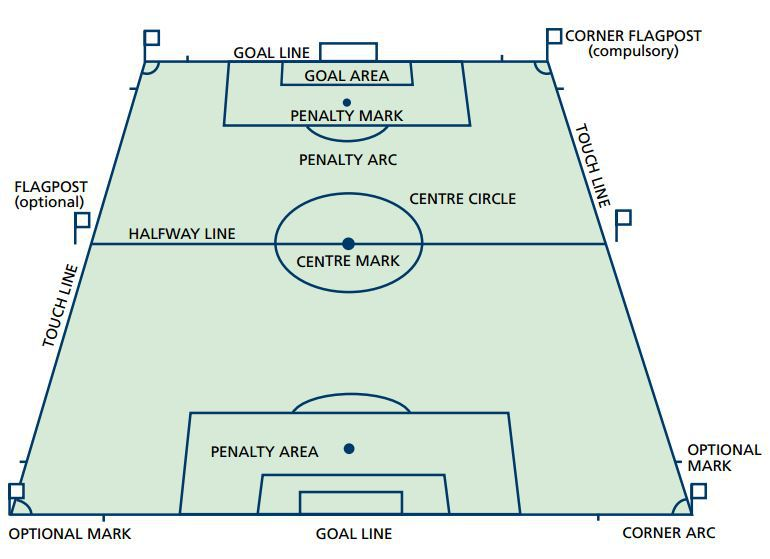 GOAL LINE
CORNER FLAGPOST
(compulsory)
GOAL AREA
PENALTY MARK
PENALTY ARC
TOUCH LINE
FLAGPOST
(optional)
CENTRE CIRCLE
HALFWAY LINE
CENTRE MARK
TOUCH LINE
PENALTY AREA
OPTIONAL
MARK
OPTIONAL MARK
GOAL LINE
CORNER ARC